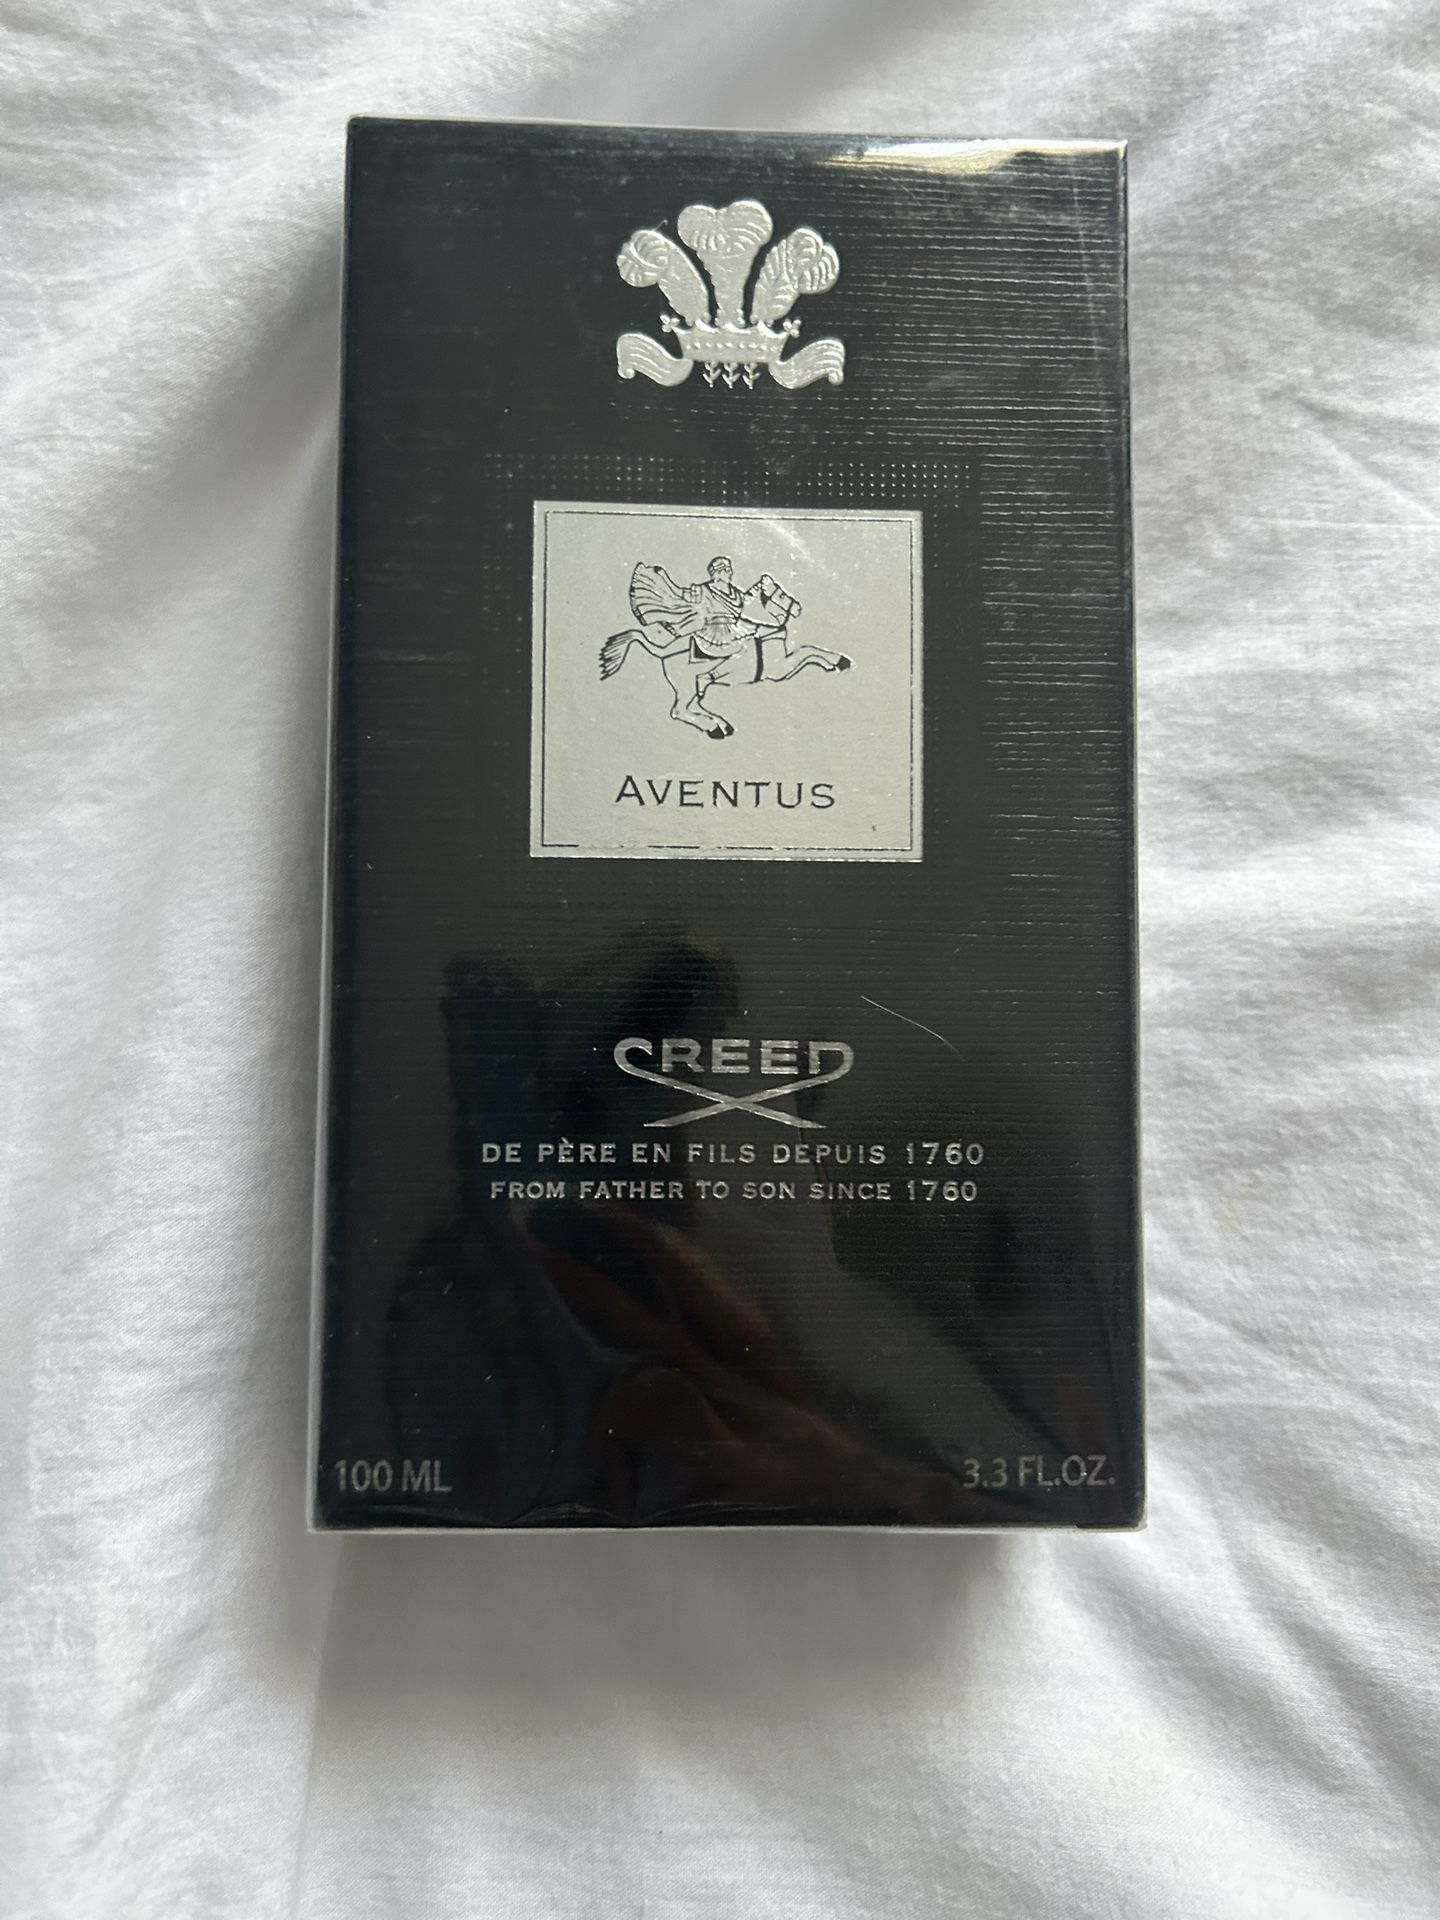 AVENTUS
CREED
DE PÈRE EN FILS DEPUIS 1760
FROM FATHER TO SON SINCE 1760
100 ML 3.3 FL.OZ.